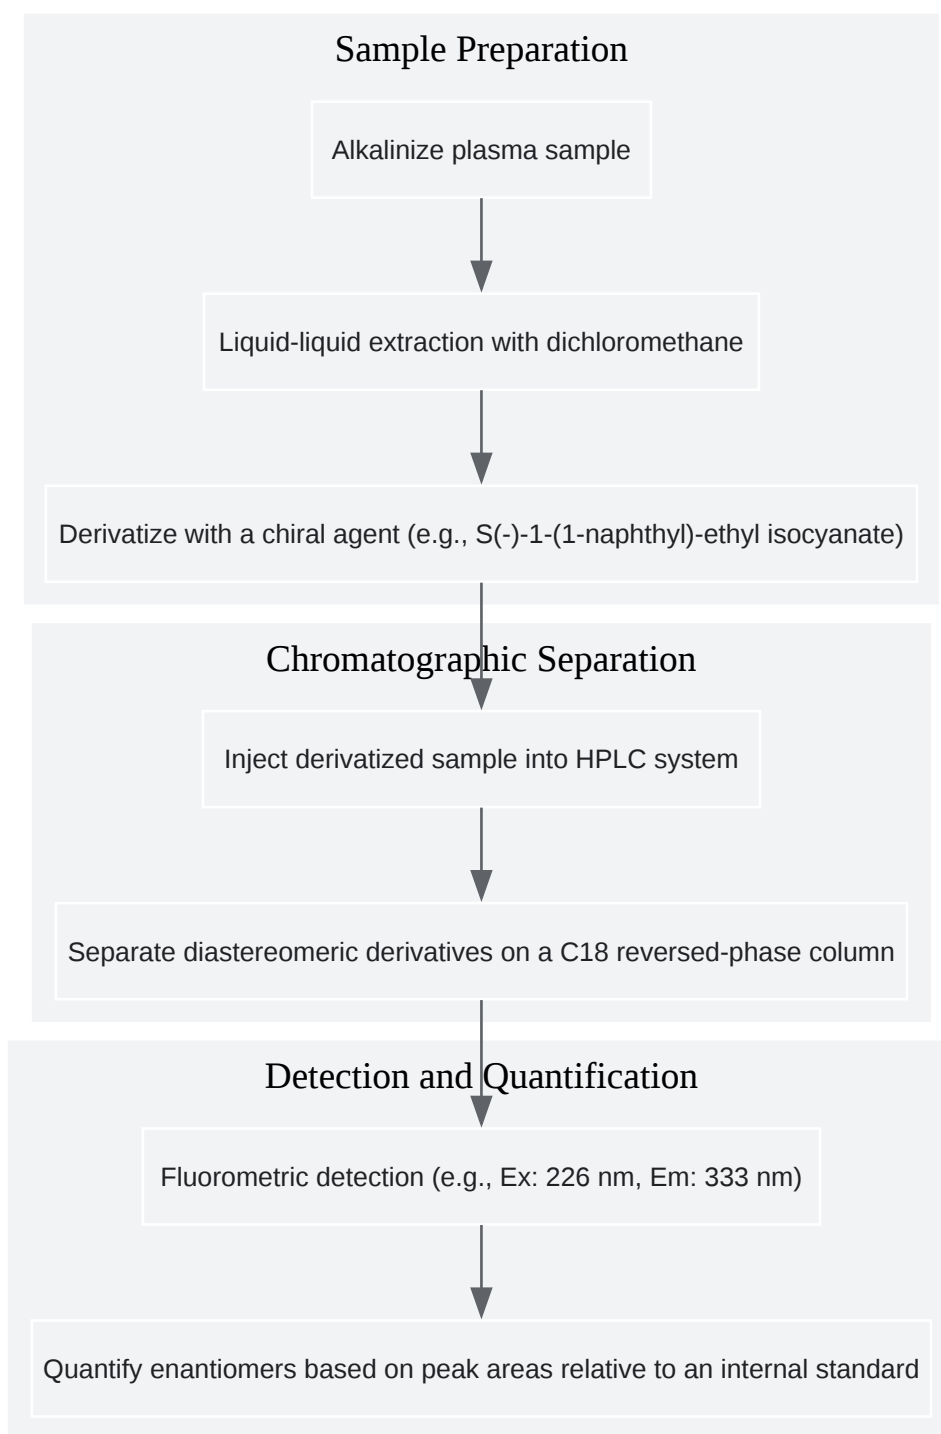 Sample Preparation
Alkalinize plasma sample
Liquid-liquid extraction with dichloromethane
Derivatize with a chiral agent (e.g., S(-)-1-(1-naphthyl)-ethyl isocyanate)
Chromatographic Separation
Inject derivatized sample into HPLC system
Separate diastereomeric derivatives on a C18 reversed-phase column
Detection and Quantification
Fluorometric detection (e.g., Ex: 226 nm, Em: 333 nm)
Quantify enantiomers based on peak areas relative to an internal standard